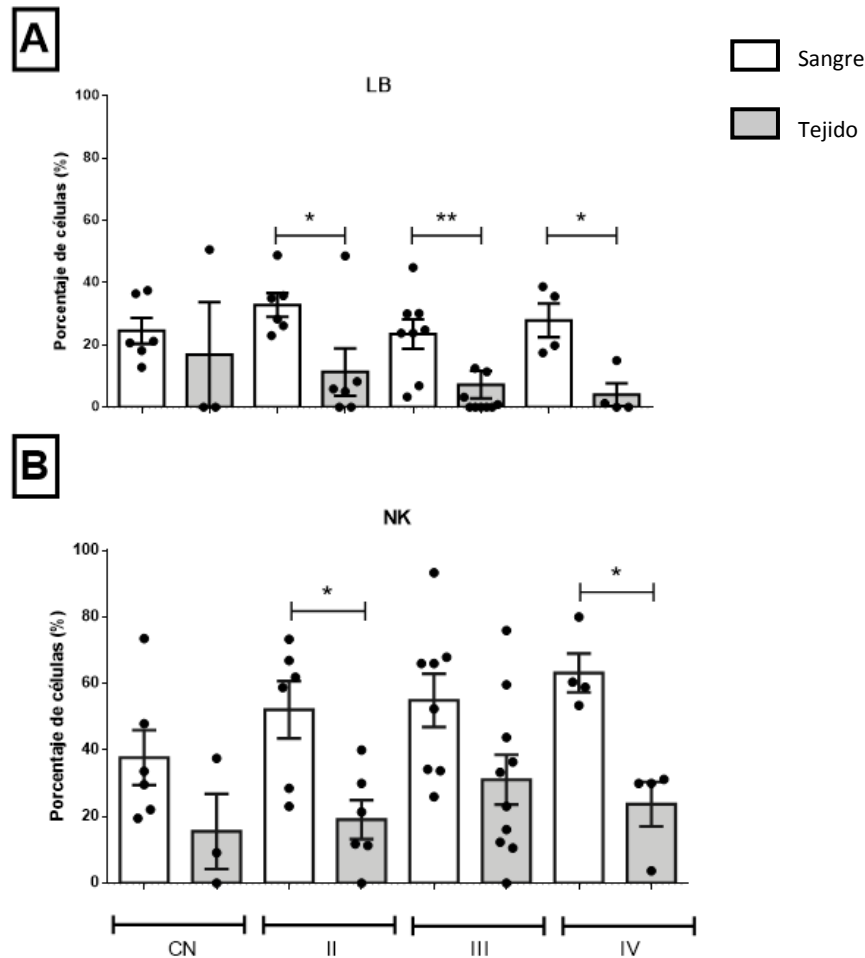 A
Sangre
LB
Tejido
Porcentaje de células (%)
100
80
60
40
20
0
*
**
*
B
NK
Porcentaje de células (%)
100
80
60
40
20
0
*
*
CN
II
III
IV